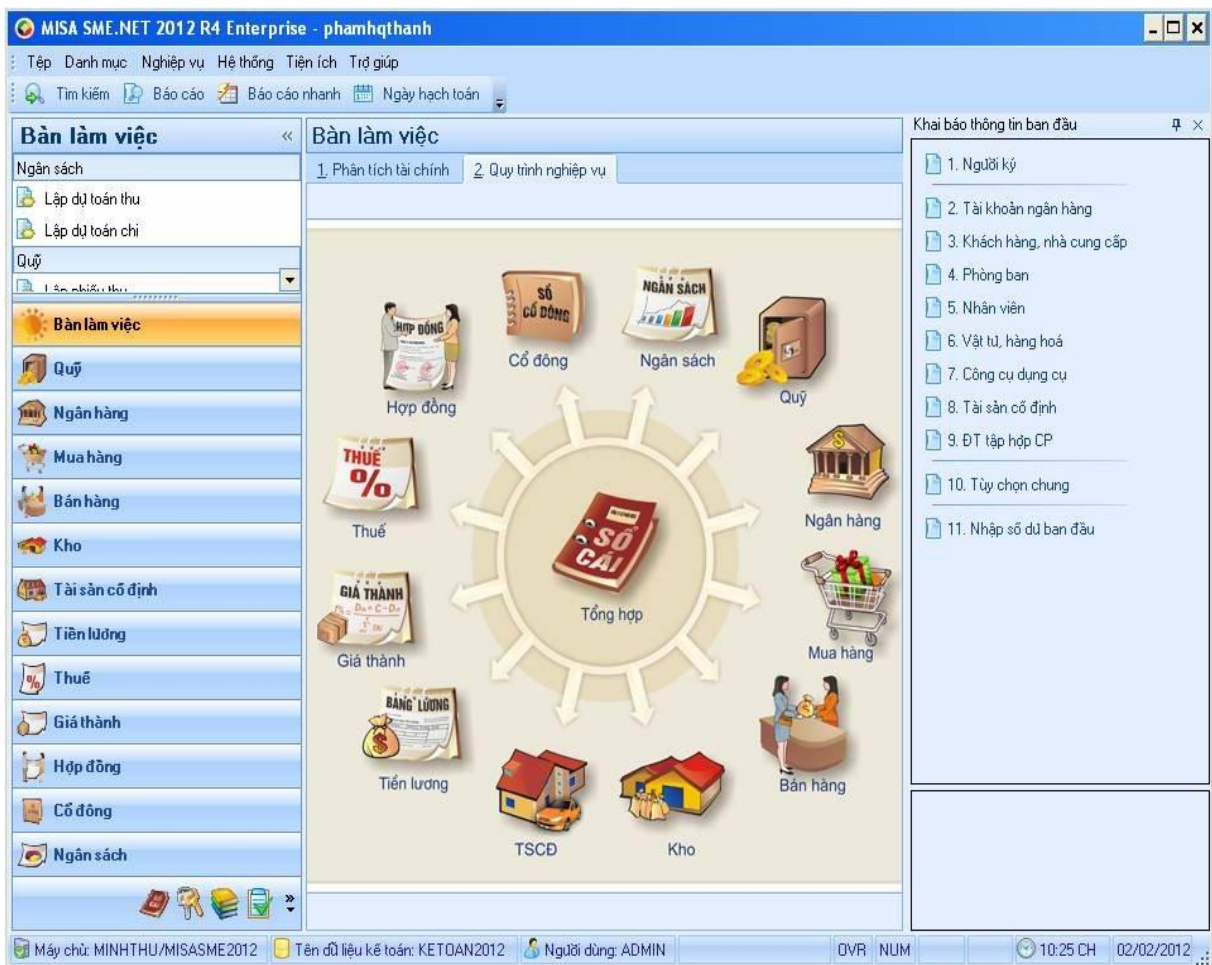 MISA SME.NET 2012 R4 Enterprise - phamhqthanh
Tệp Danh mục Nghiệp vụ Hệ thống Tiện ích Trợ giúp
Tìm kiếm Báo cáo Báo cáo nhanh Ngày hạch toán
Bàn làm việc «
Ngân sách
Lập dự toán thu
Lập dự toán chi
Quỹ
Lập phiếu thu
Bàn làm việc
Quỹ
Ngân hàng
Mua hàng
Bán hàng
Kho
Tài sản cố định
Tiền lương
Thuế
Giá thành
Hợp đồng
Cổ đông
Ngân sách
»
Bàn làm việc
1. Phân tích tài chính 2. Quy trình nghiệp vụ
HỢP ĐỒNG
Hợp đồng
SỔ
CỔ ĐÔNG
Cổ đông
NGÂN SÁCH
Ngân sách
Quỹ
THUẾ
%
Thuế
Ngân hàng
SỔ
CÁI
Tổng hợp
GIÁ THÀNH
Giá thành
Mua hàng
BẢNG LƯƠNG
Tiền lương
TSCĐ
Kho
Bán hàng
Khai báo thông tin ban đầu
1. Người ký
2. Tài khoản ngân hàng
3. Khách hàng, nhà cung cấp
4. Phòng ban
5. Nhân viên
6. Vật tư, hàng hoá
7. Công cụ dụng cụ
8. Tài sản cố định
9. ĐT tập hợp CP
10. Tùy chọn chung
11. Nhập số dư ban đầu
Máy chủ: MINHTHU/MISASME2012 Tên dữ liệu kế toán: KETOAN2012 Người dùng: ADMIN OVR NUM 10:25 CH 02/02/2012